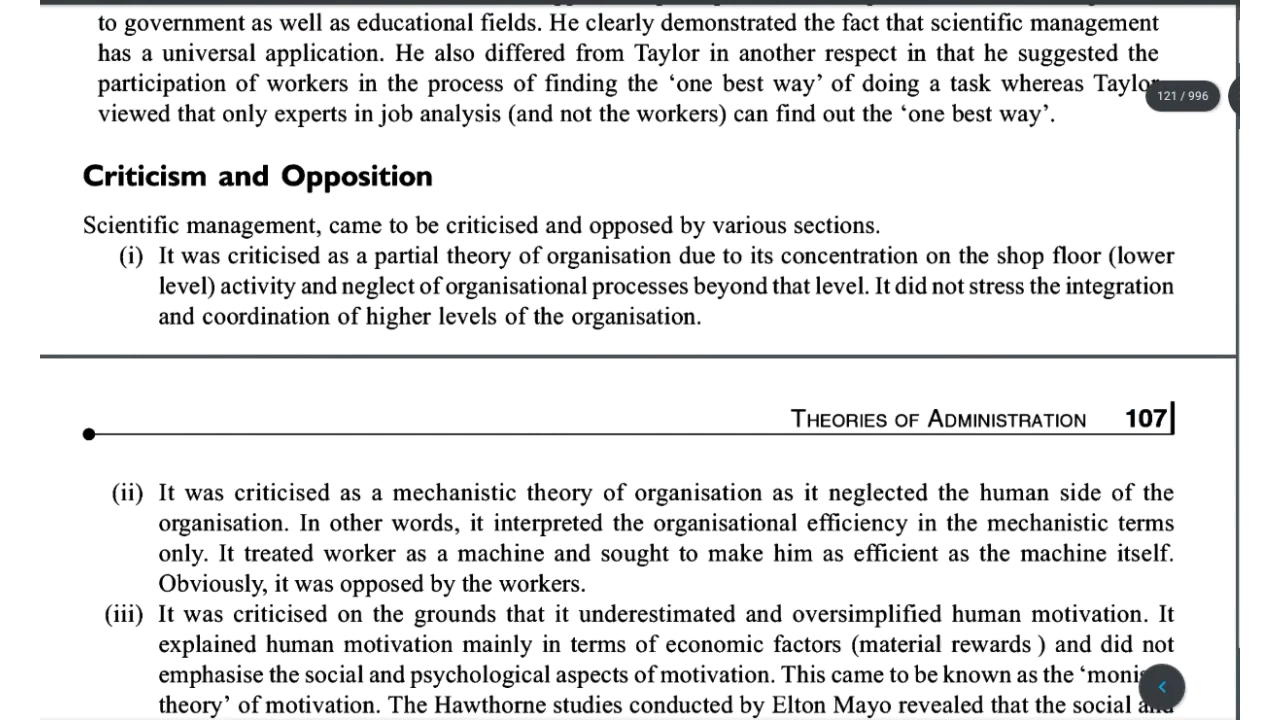 to government as well as educational fields. He clearly demonstrated the fact that scientific management
has a universal application. He also differed from Taylor in another respect in that he suggested the
participation of workers in the process of finding the ‘one best way’ of doing a task whereas Taylor
viewed that only experts in job analysis (and not the workers) can find out the ‘one best way’.
121 / 996
Criticism and Opposition
Scientific management, came to be criticised and opposed by various sections.
(i) It was criticised as a partial theory of organisation due to its concentration on the shop floor (lower
level) activity and neglect of organisational processes beyond that level. It did not stress the integration
and coordination of higher levels of the organisation.
THEORIES OF ADMINISTRATION 107
(ii) It was criticised as a mechanistic theory of organisation as it neglected the human side of the
organisation. In other words, it interpreted the organisational efficiency in the mechanistic terms
only. It treated worker as a machine and sought to make him as efficient as the machine itself.
Obviously, it was opposed by the workers.
(iii) It was criticised on the grounds that it underestimated and oversimplified human motivation. It
explained human motivation mainly in terms of economic factors (material rewards ) and did not
emphasise the social and psychological aspects of motivation. This came to be known as the
theory’ of motivation. The Hawthorne studies conducted by Elton Mayo revealed that the social and